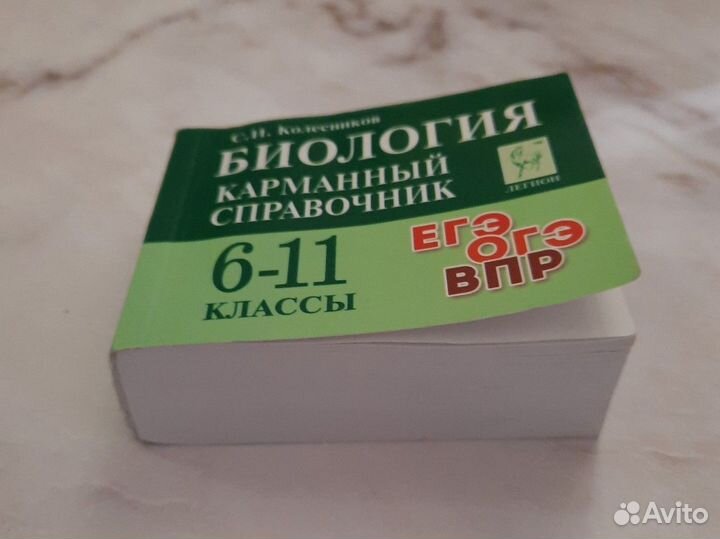 С.И. Колесников
БИОЛОГИЯ
КАРМАННЫЙ
СПРАВОЧНИК
ЛЕГИОН
6-11
КЛАССЫ
ЕГЭ
ОГЭ
ВПР
Avito